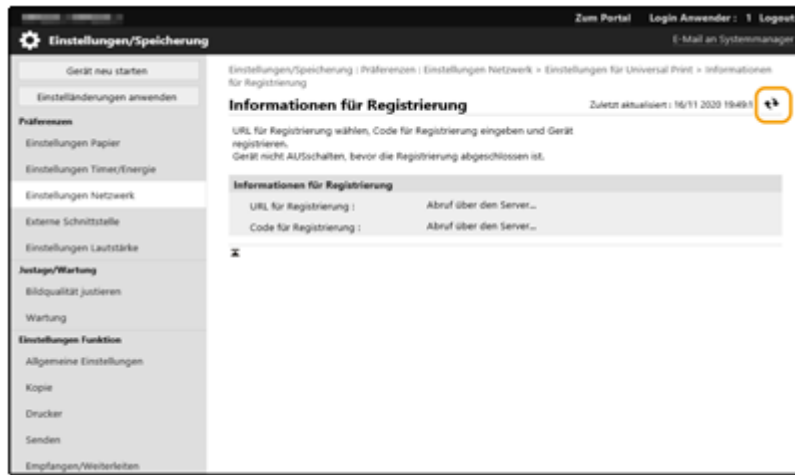 Zum Portal Login Anwender : 1 Logout
Einstellungen/Speicherung
E-Mail an Systemmanager
Gerät neu starten
Einstelländerungen anwenden
Präferenzen
Einstellungen Papier
Einstellungen Timer/Energie
Einstellungen Netzwerk
Externe Schnittstelle
Einstellungen Lautstärke
Justage/Wartung
Bildqualität justieren
Wartung
Einstellungen Funktion
Allgemeine Einstellungen
Kopie
Drucker
Senden
Empfangen/Weiterleiten
Einstellungen/Speicherung : Präferenzen : Einstellungen Netzwerk > Einstellungen für Universal Print > Informationen
für Registrierung
Informationen für Registrierung
Zuletzt aktualisiert : 16/11 2020 19:49:1
URL für Registrierung wählen, Code für Registrierung eingeben und Gerät
registrieren.
Gerät nicht AUSschalten, bevor die Registrierung abgeschlossen ist.
Informationen für Registrierung
URL für Registrierung : Abruf über den Server...
Code für Registrierung : Abruf über den Server...